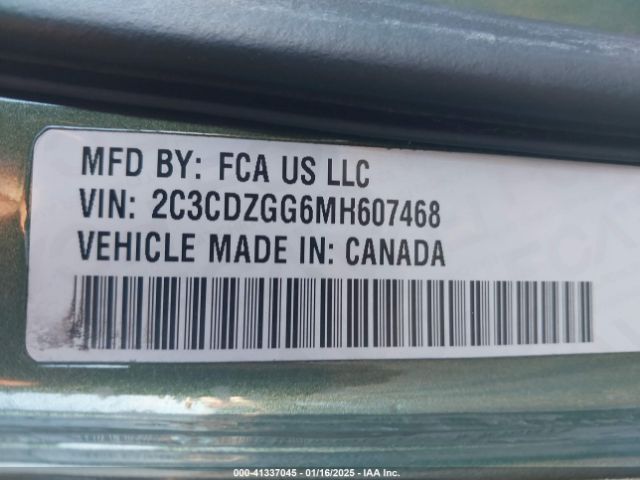 MFD BY: FCA US LLC
VIN: 2C3CDZGG6MH607468
VEHICLE MADE IN: CANADA
000-41337045 - 01/16/2025 - IAA Inc.